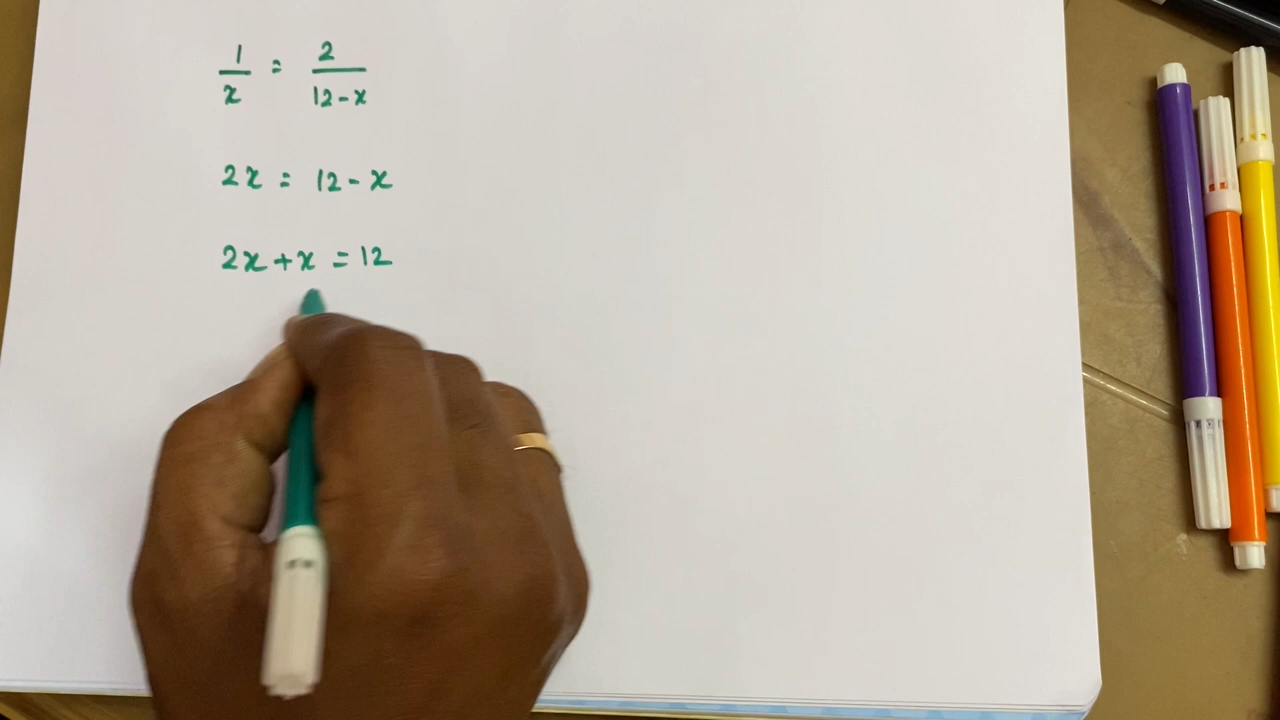 1/x = 2/(12-x)
2x = 12-x
2x+x = 12